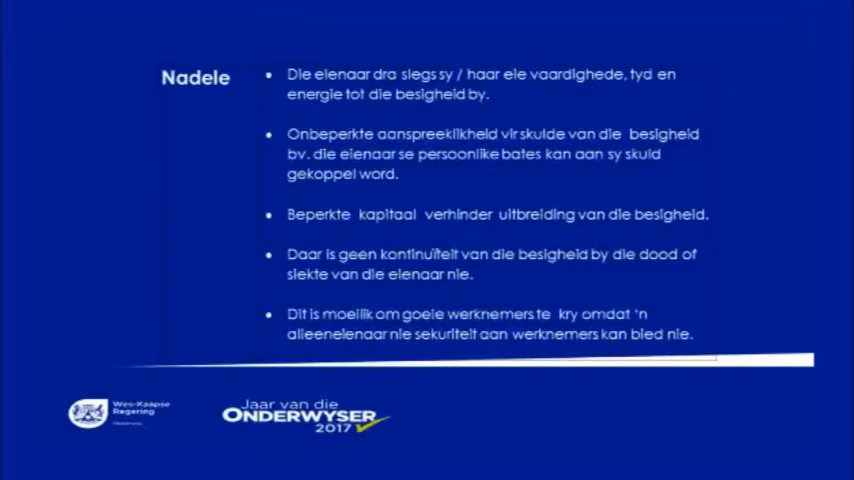 Nadele
• Die eienaar dra slegs sy / haar eie vaardighede, tyd en
energie tot die besigheid by.
• Onbeperkte aanspreeklikheid vir skulde van die besigheid
bv. die eienaar se persoonlike bates kan aan sy skuld
gekoppel word.
• Beperkte kapitaal verhinder uitbreiding van die besigheid.
• Daar is geen kontinuïteit van die besigheid by die dood of
siekte van die eienaar nie.
• Dit is moeilik om goeie werknemers te kry omdat 'n
alleeneienaar nie sekuriteit aan werknemers kan bied nie.
Wes-Kaapse
Regering
Jaar van die
ONDERWYSER
2017